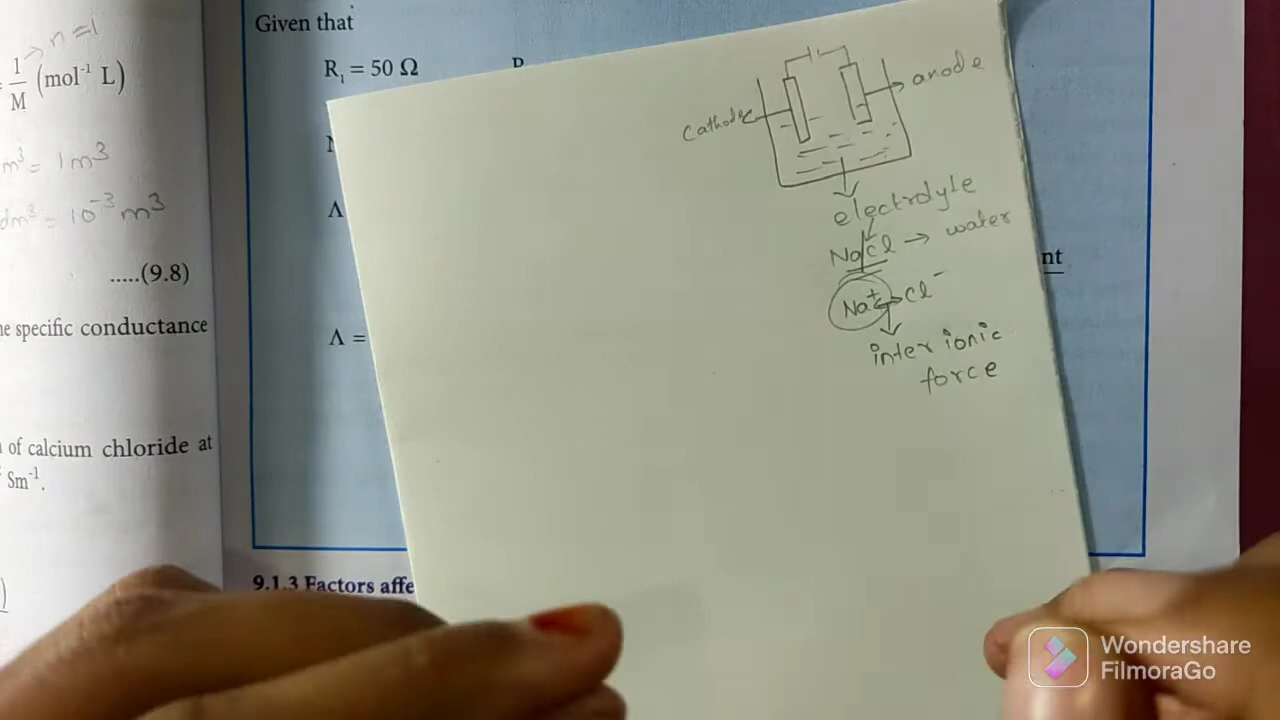 → n=1
= 1/M (mol⁻¹ L)
m³ = 1m³
dm³ = 10⁻³ m³
.....(9.8)
specific conductance
of calcium chloride at
Sm⁻¹.
Given that
R₁ = 50 Ω
Λ
Λ =
nt
9.1.3 Factors affe
cathode
anode
electrolyte
NaCl → water
Na⁺ Cl⁻
inter ionic
force
Wondershare
FilmoraGo